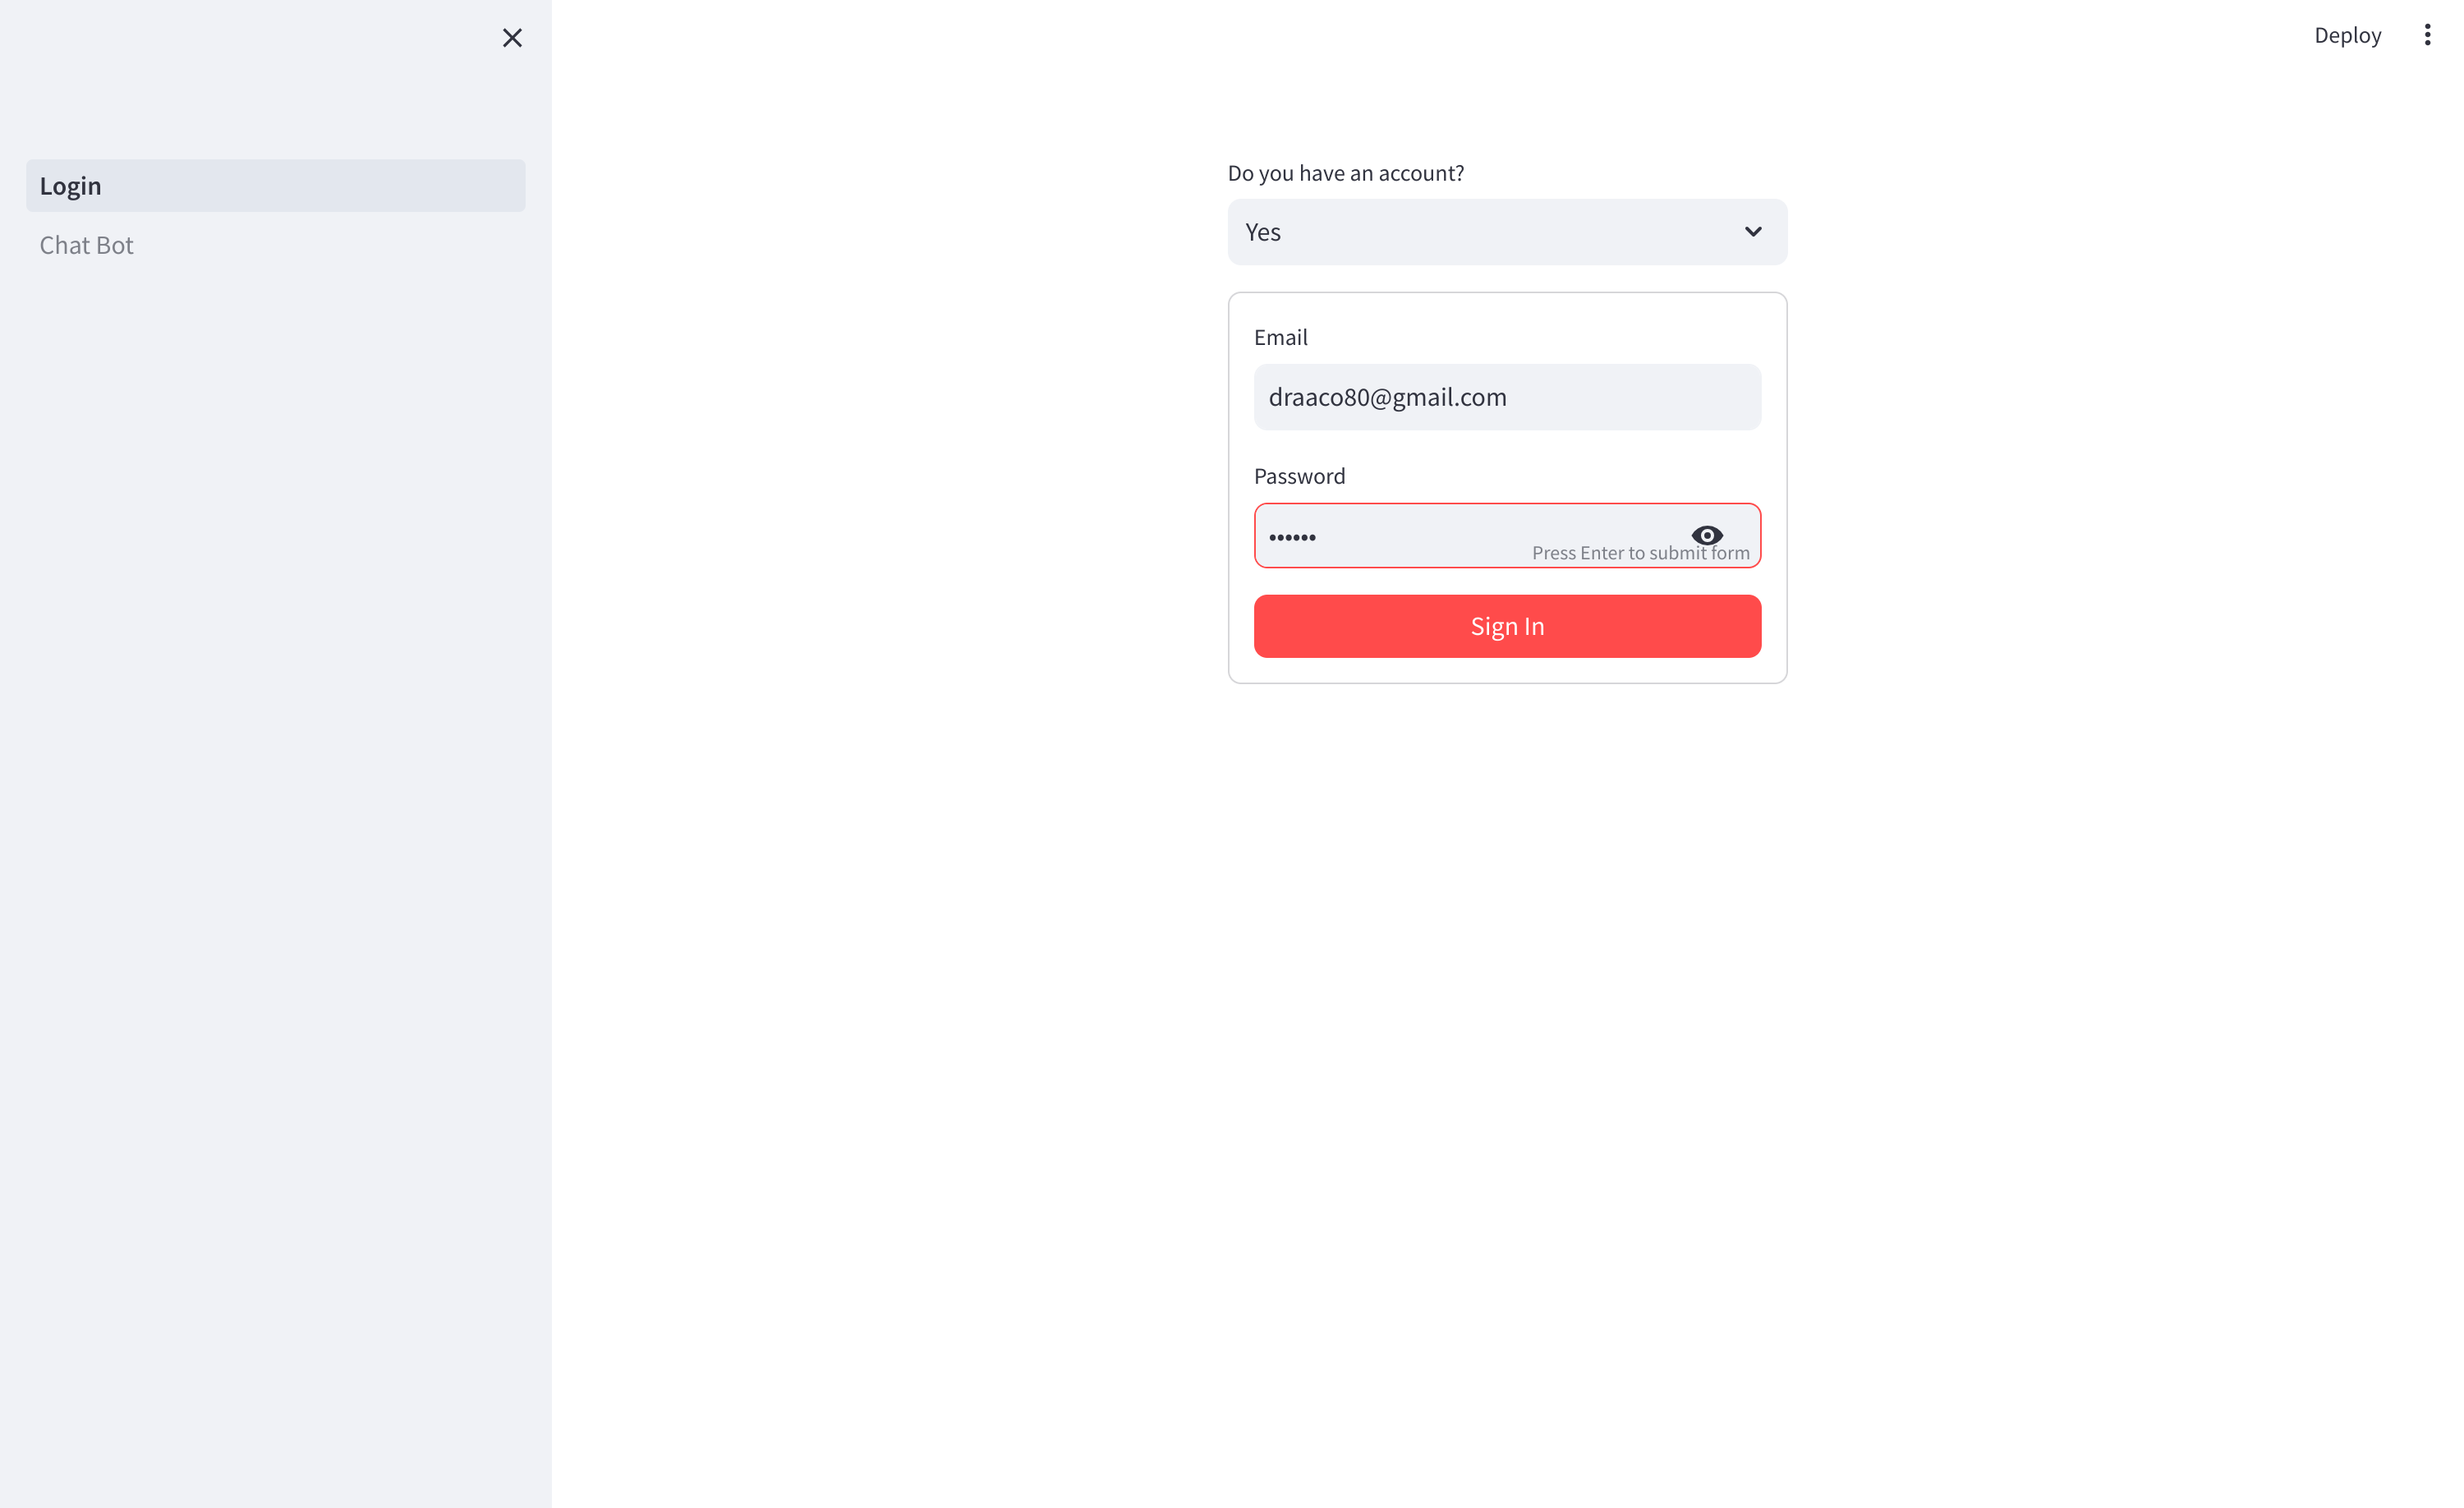 Deploy
Login
Chat Bot
Do you have an account?
Yes
Email
draaco80@gmail.com
Password
••••••
Press Enter to submit form
Sign In